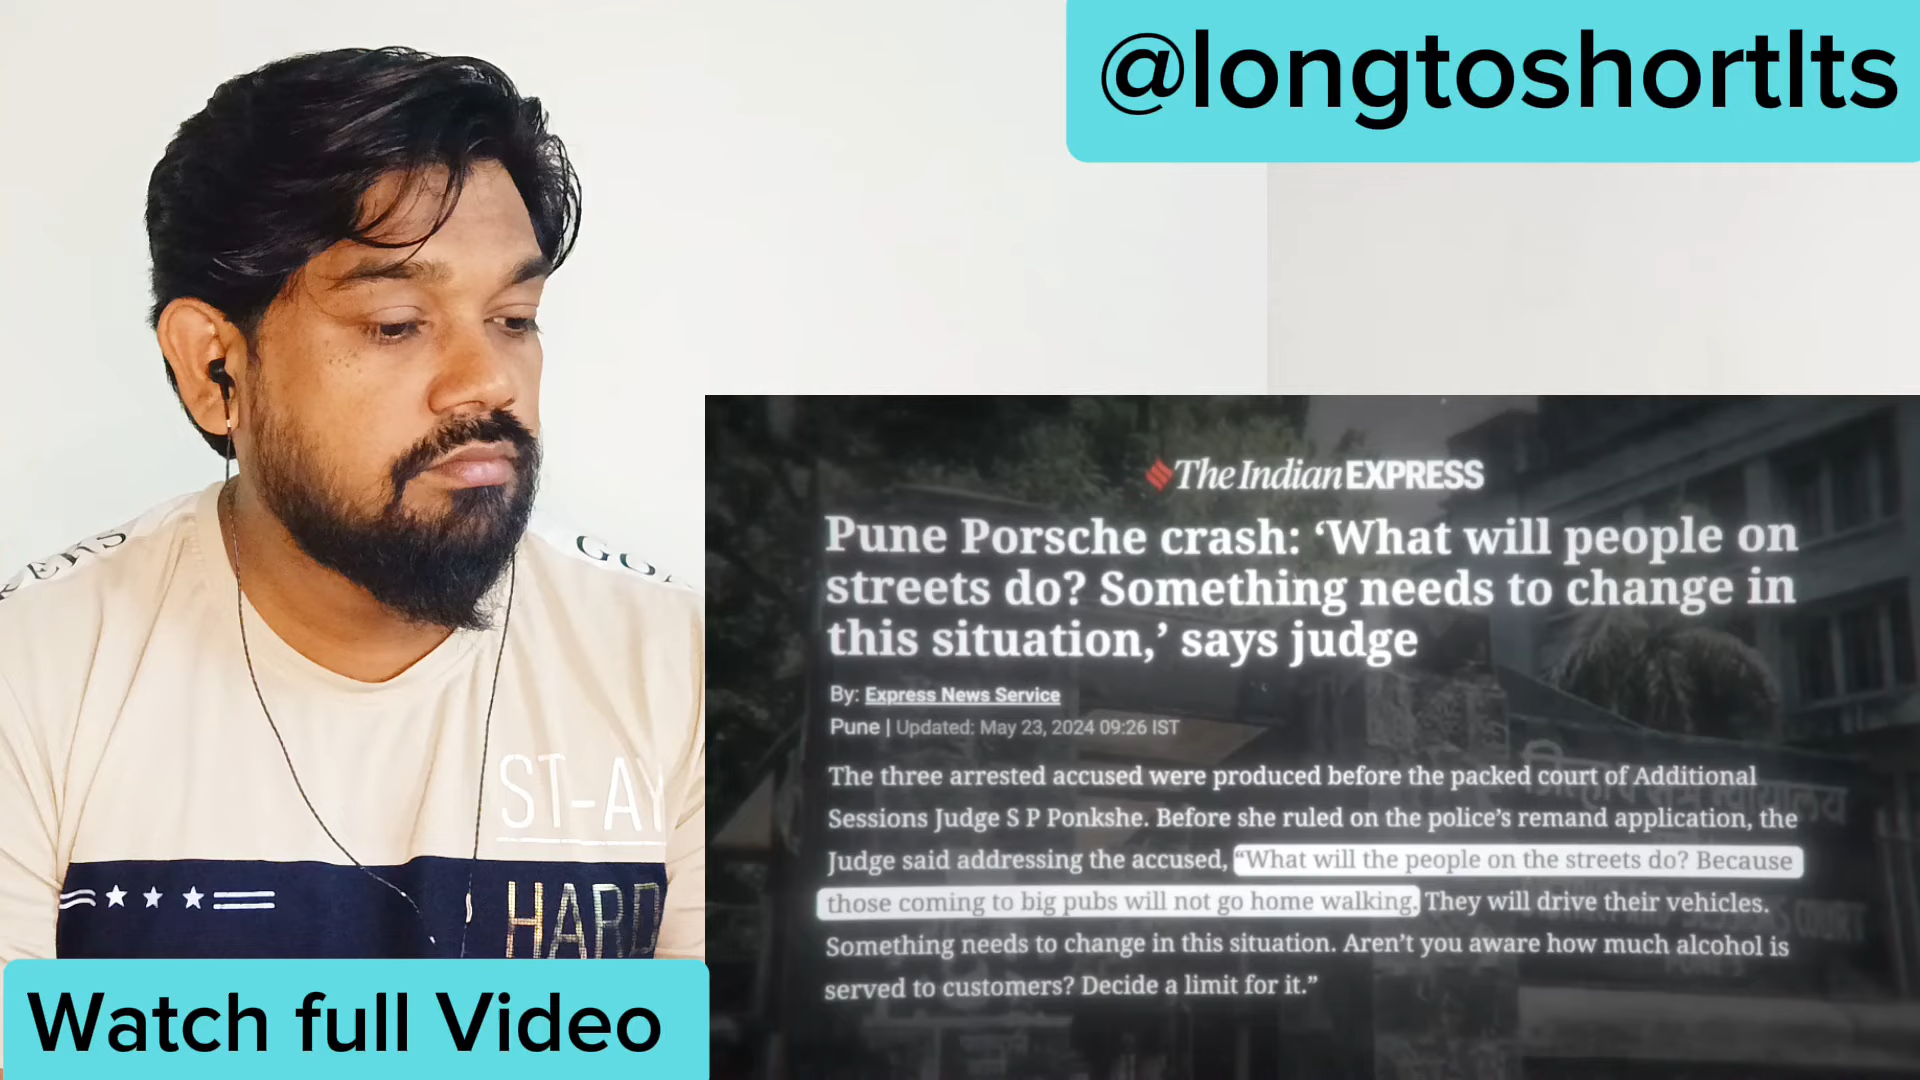 @longtoshortlts
The Indian EXPRESS
Pune Porsche crash: ‘What will people on
streets do? Something needs to change in
this situation,’ says judge
By: Express News Service
Pune | Updated: May 23, 2024 09:26 IST
The three arrested accused were produced before the packed court of Additional
Sessions Judge S P Ponkshe. Before she ruled on the police’s remand application, the
Judge said addressing the accused, “What will the people on the streets do? Because
those coming to big pubs will not go home walking. They will drive their vehicles.
Something needs to change in this situation. Aren’t you aware how much alcohol is
served to customers? Decide a limit for it.”
ST-AY
HARD
Watch full Video